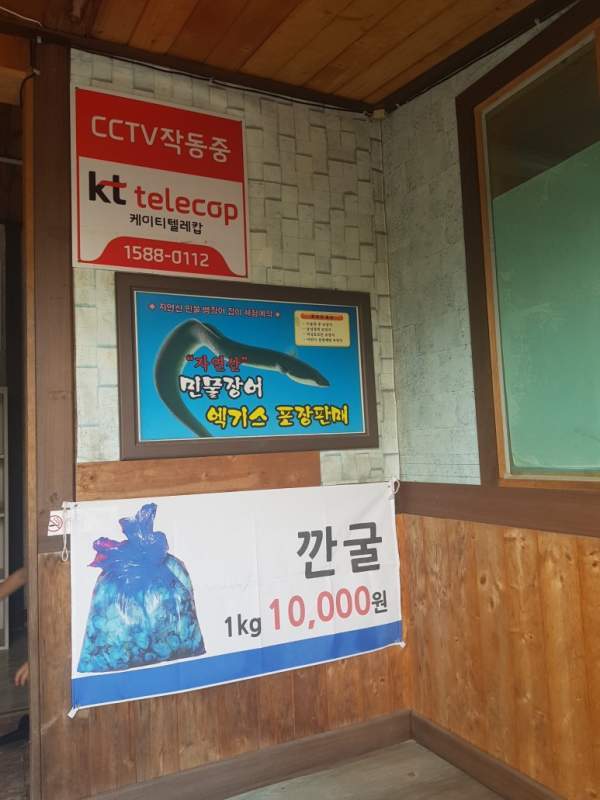 CCTV작동중
kt telecop
케이티텔레캅
1588-0112
"자연산"
민물장어
엑기스 포장판매
깐굴
1kg 10,000원